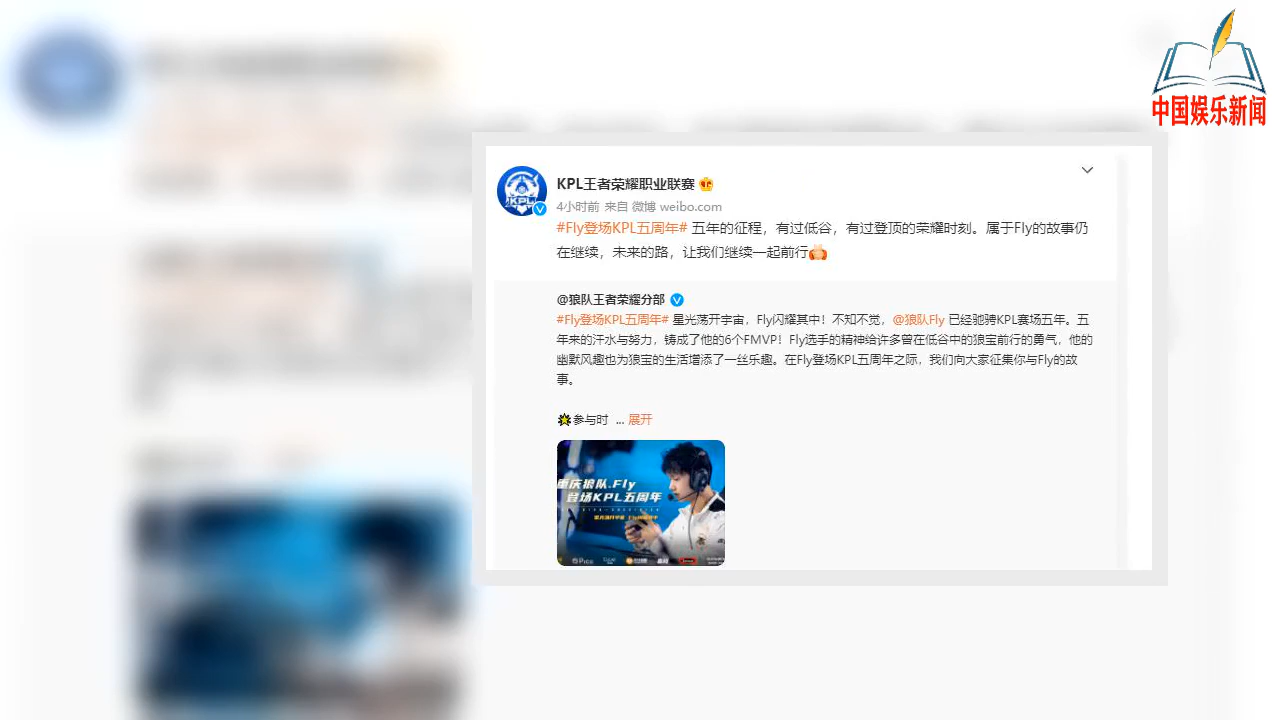 中国娱乐新闻
KPL王者荣耀职业联赛
4小时前 来自 微博 weibo.com
#Fly登场KPL五周年# 五年的征程，有过低谷，有过登顶的荣耀时刻。属于Fly的故事仍
在继续，未来的路，让我们继续一起前行
KPL
@狼队王者荣耀分部
#Fly登场KPL五周年# 星光荡开宇宙，Fly闪耀其中！不知不觉，@狼队Fly 已经驰骋KPL赛场五年。五
年来的汗水与努力，铸成了他的6个FMVP！Fly选手的精神给许多曾在低谷中的狼宝前行的勇气，他的
幽默风趣也为狼宝的生活增添了一丝乐趣。在Fly登场KPL五周年之际，我们向大家征集你与Fly的故
事。
参与时 ... 展开
重庆狼队.Fly
登场KPL五周年